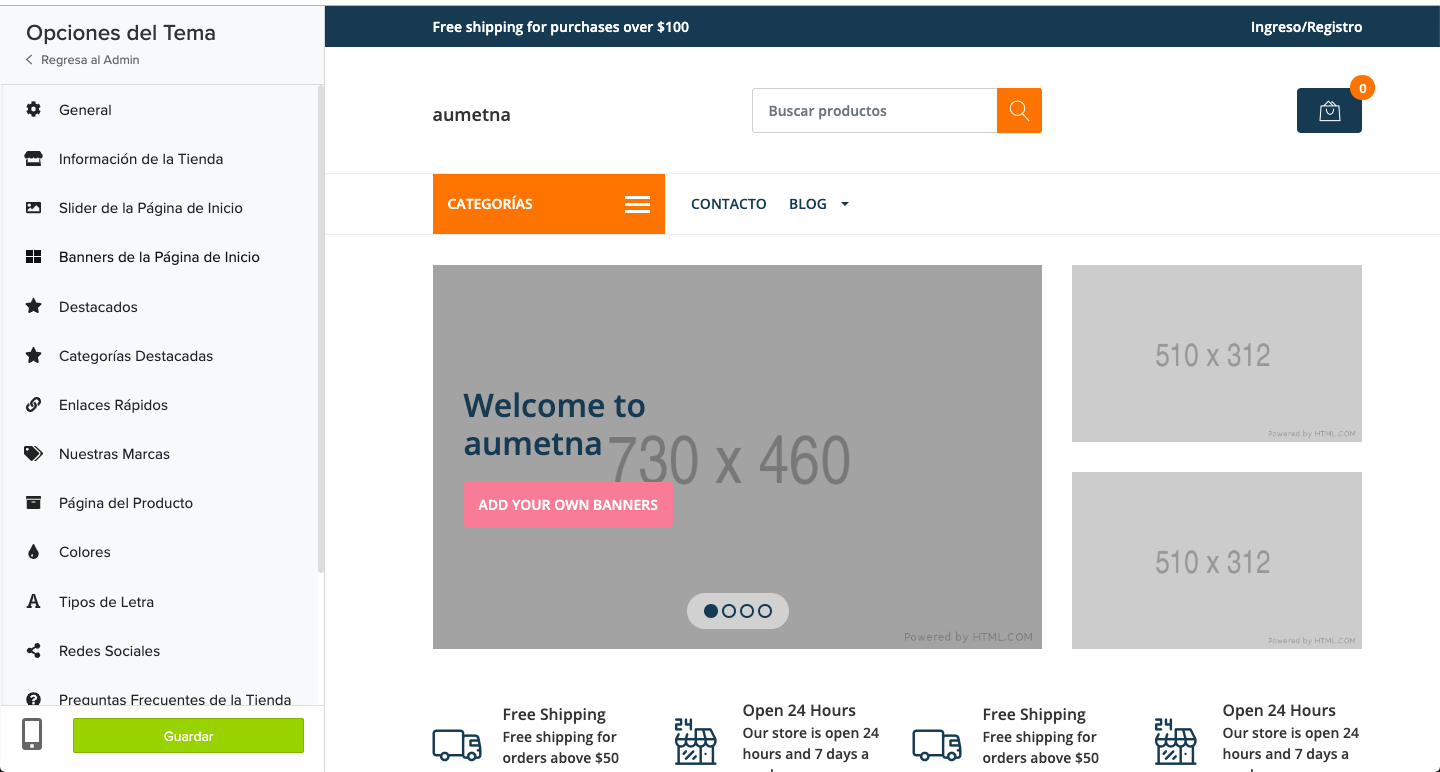 Opciones del Tema
Regresa al Admin
General
Información de la Tienda
Slider de la Página de Inicio
Banners de la Página de Inicio
Destacados
Categorías Destacadas
Enlaces Rápidos
Nuestras Marcas
Página del Producto
Colores
Tipos de Letra
Redes Sociales
Preguntas Frecuentes de la Tienda
Guardar
Free shipping for purchases over $100
Ingreso/Registro
aumetna
Buscar productos
0
CATEGORÍAS
CONTACTO
BLOG
Welcome to
aumetna
730 x 460
ADD YOUR OWN BANNERS
Powered by HTML.COM
510 x 312
Powered by HTML.COM
510 x 312
Powered by HTML.COM
Free Shipping
Free shipping for
orders above $50
24
Open 24 Hours
Our store is open 24
hours and 7 days a
Free Shipping
Free shipping for
orders above $50
24
Open 24 Hours
Our store is open 24
hours and 7 days a